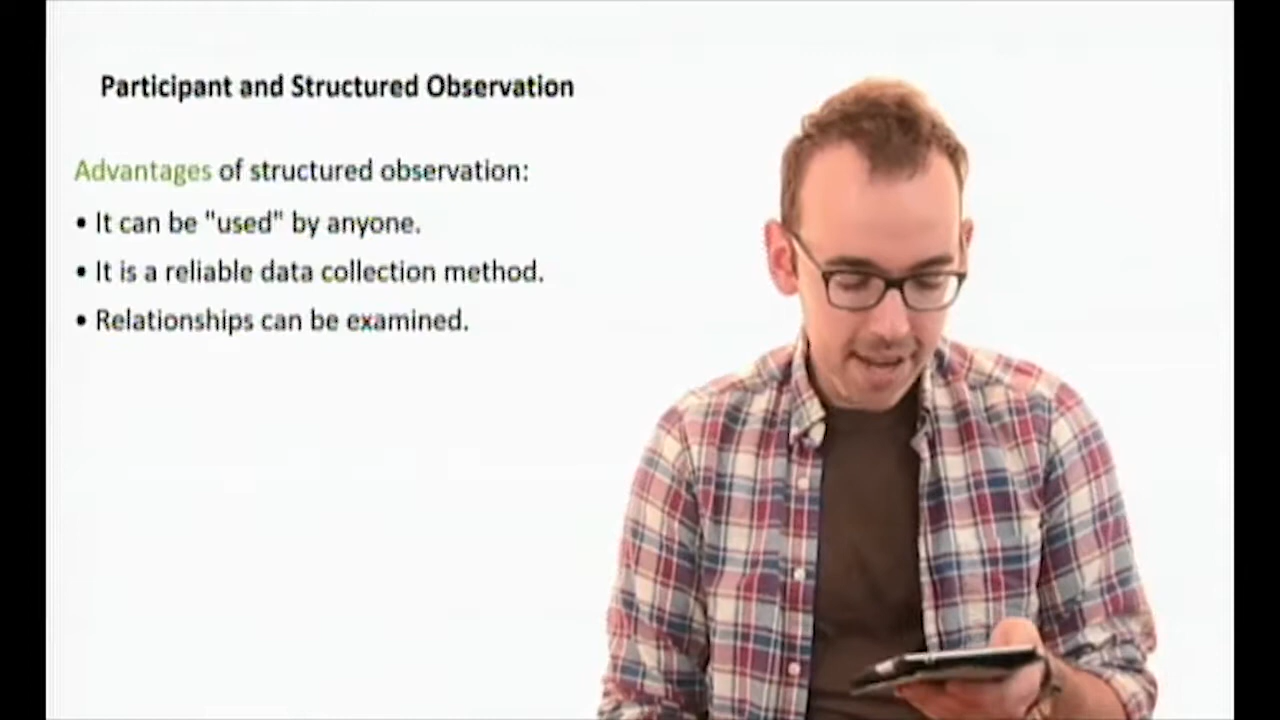 Participant and Structured Observation
Advantages of structured observation:
• It can be "used" by anyone.
• It is a reliable data collection method.
• Relationships can be examined.